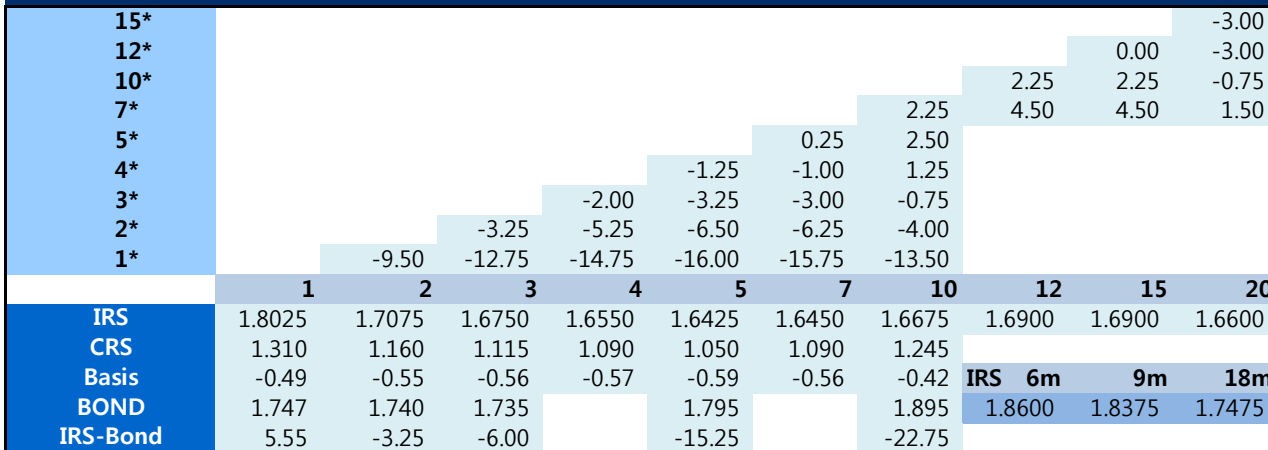 15* -3.00
12* 0.00 -3.00
10* 2.25 2.25 -0.75
7* 2.25 4.50 4.50 1.50
5* 0.25 2.50
4* -1.25 -1.00 1.25
3* -2.00 -3.25 -3.00 -0.75
2* -3.25 -5.25 -6.50 -6.25 -4.00
1* -9.50 -12.75 -14.75 -16.00 -15.75 -13.50
1 2 3 4 5 7 10 12 15 20
IRS 1.8025 1.7075 1.6750 1.6550 1.6425 1.6450 1.6675 1.6900 1.6900 1.6600
CRS 1.310 1.160 1.115 1.090 1.050 1.090 1.245
Basis -0.49 -0.55 -0.56 -0.57 -0.59 -0.56 -0.42 IRS 6m 9m 18m
BOND 1.747 1.740 1.735 1.795 1.895 1.8600 1.8375 1.7475
IRS-Bond 5.55 -3.25 -6.00 -15.25 -22.75